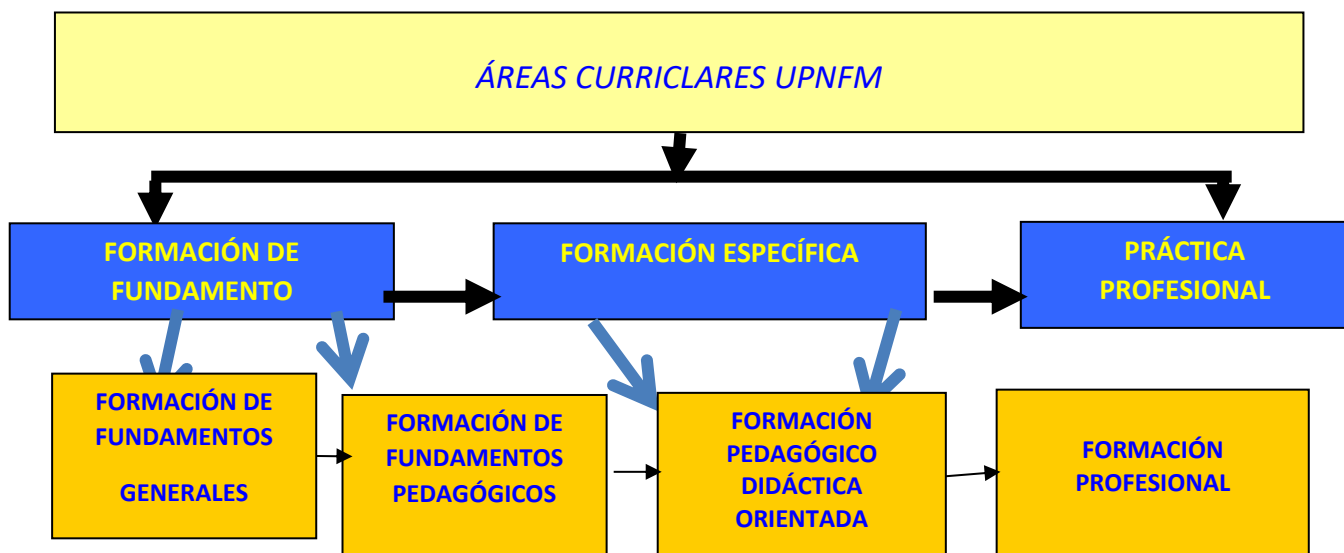 ÁREAS CURRICLARES UPNFM
FORMACIÓN DE
FUNDAMENTO
FORMACIÓN ESPECÍFICA
PRÁCTICA
PROFESIONAL
FORMACIÓN DE
FUNDAMENTOS
GENERALES
FORMACIÓN DE
FUNDAMENTOS
PEDAGÓGICOS
FORMACIÓN
PEDAGÓGICO
DIDÁCTICA
ORIENTADA
FORMACIÓN
PROFESIONAL